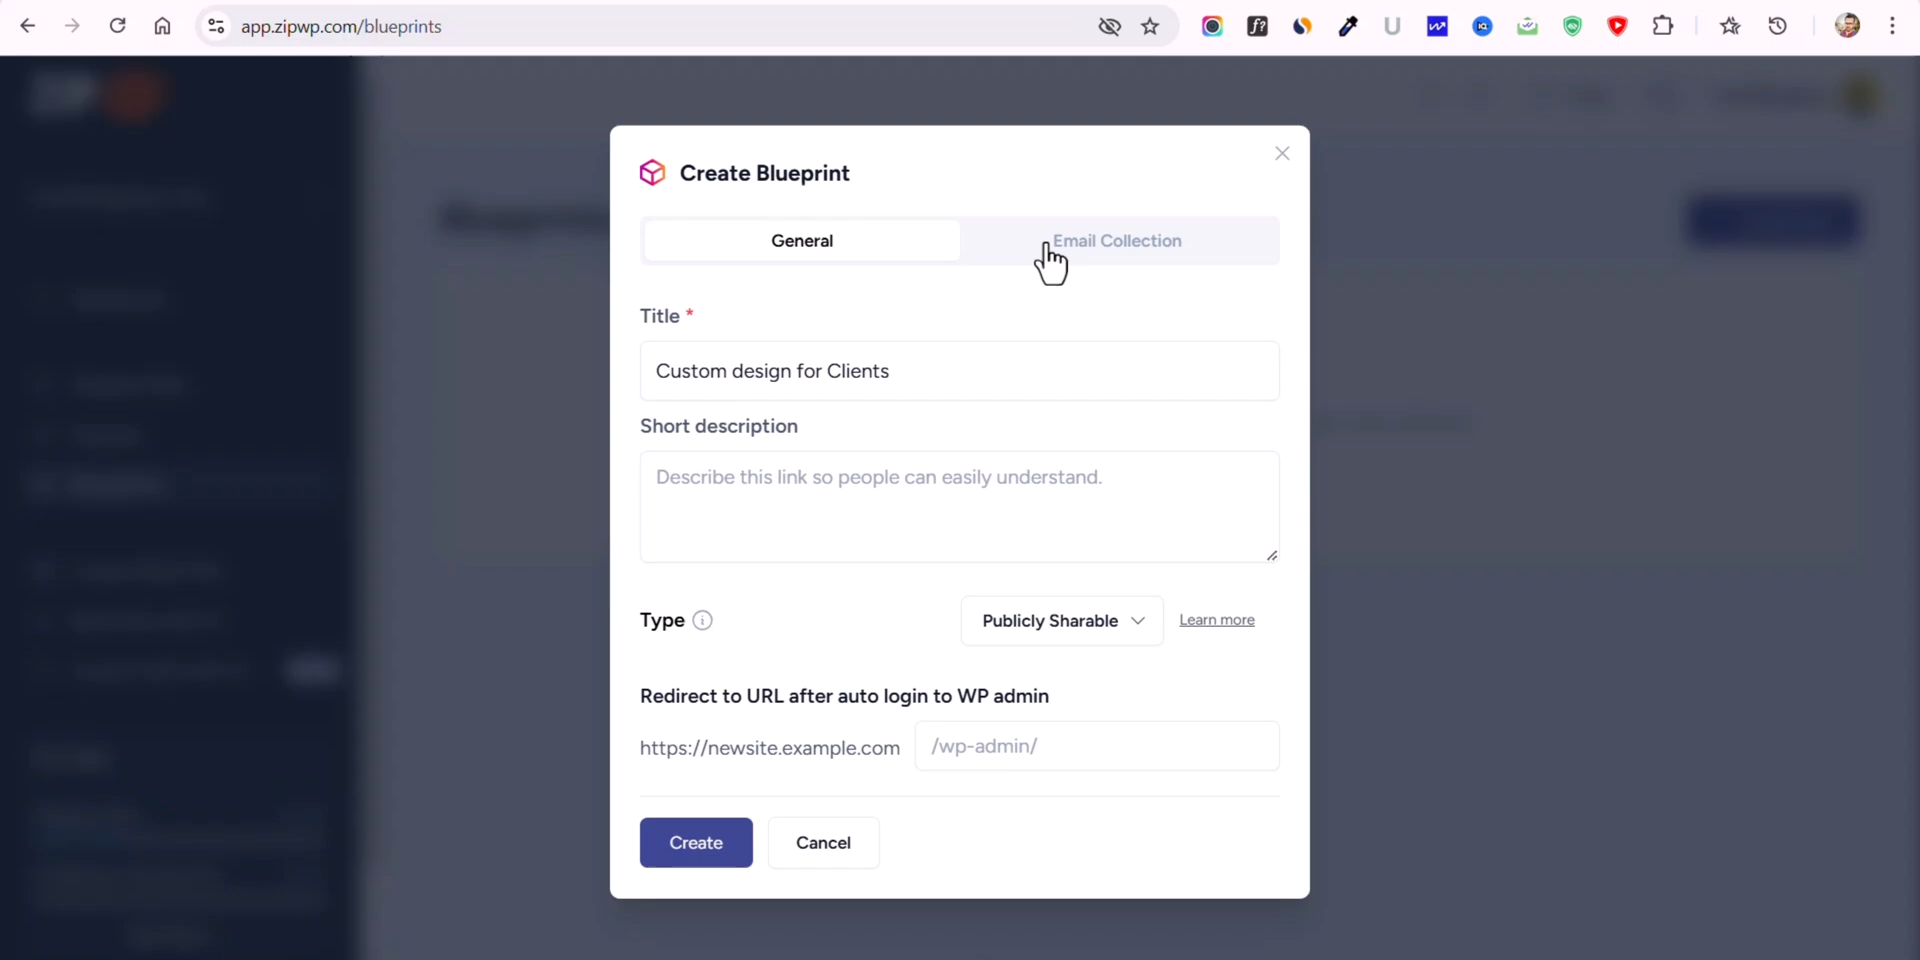 app.zipwp.com/blueprints
Create Blueprint
General
Email Collection
Title *
Custom design for Clients
Short description
Describe this link so people can easily understand.
Type
Publicly Sharable
Learn more
Redirect to URL after auto login to WP admin
https://newsite.example.com
/wp-admin/
Create
Cancel